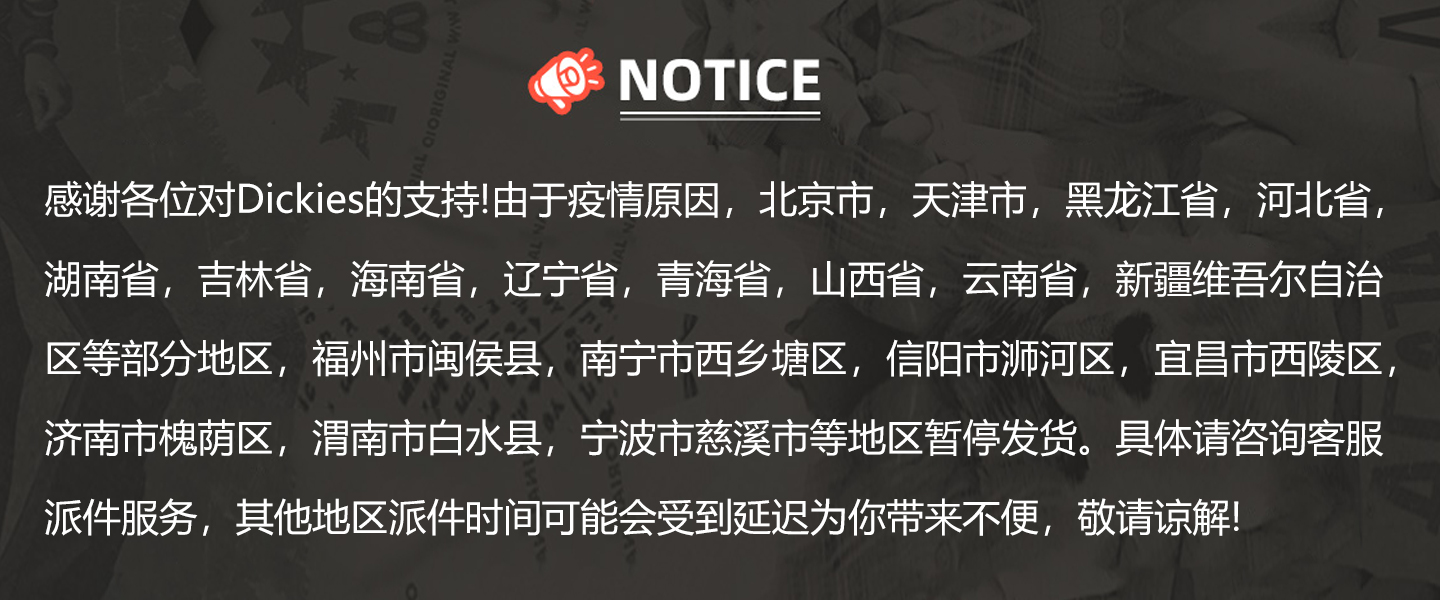 NOTICE
感谢各位对Dickies的支持!由于疫情原因，北京市，天津市，黑龙江省，河北省，
湖南省，吉林省，海南省，辽宁省，青海省，山西省，云南省，新疆维吾尔自治
区等部分地区，福州市闽侯县，南宁市西乡塘区，信阳市浉河区，宜昌市西陵区，
济南市槐荫区，渭南市白水县，宁波市慈溪市等地区暂停发货。具体请咨询客服
派件服务，其他地区派件时间可能会受到延迟为你带来不便，敬请谅解!